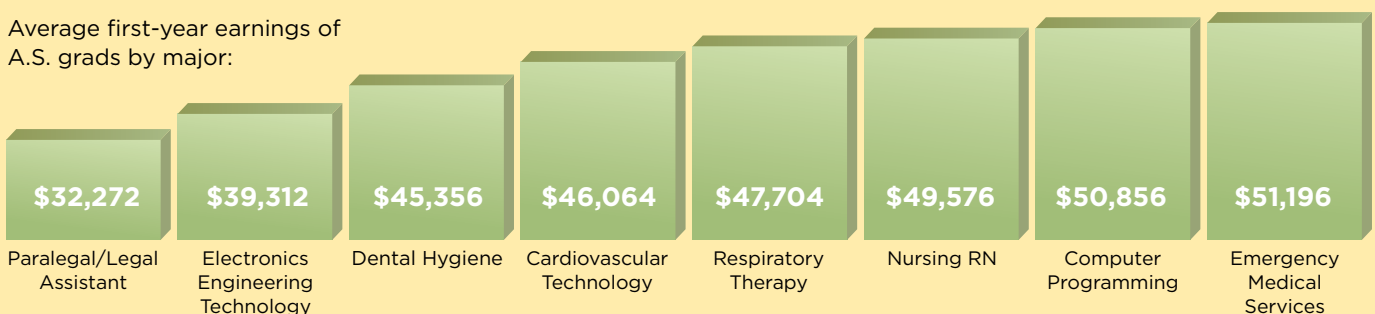 Average first-year earnings of
A.S. grads by major:
$32,272
$39,312
$45,356
$46,064
$47,704
$49,576
$50,856
$51,196
Paralegal/Legal
Assistant
Electronics
Engineering
Technology
Dental Hygiene
Cardiovascular
Technology
Respiratory
Therapy
Nursing RN
Computer
Programming
Emergency
Medical
Services